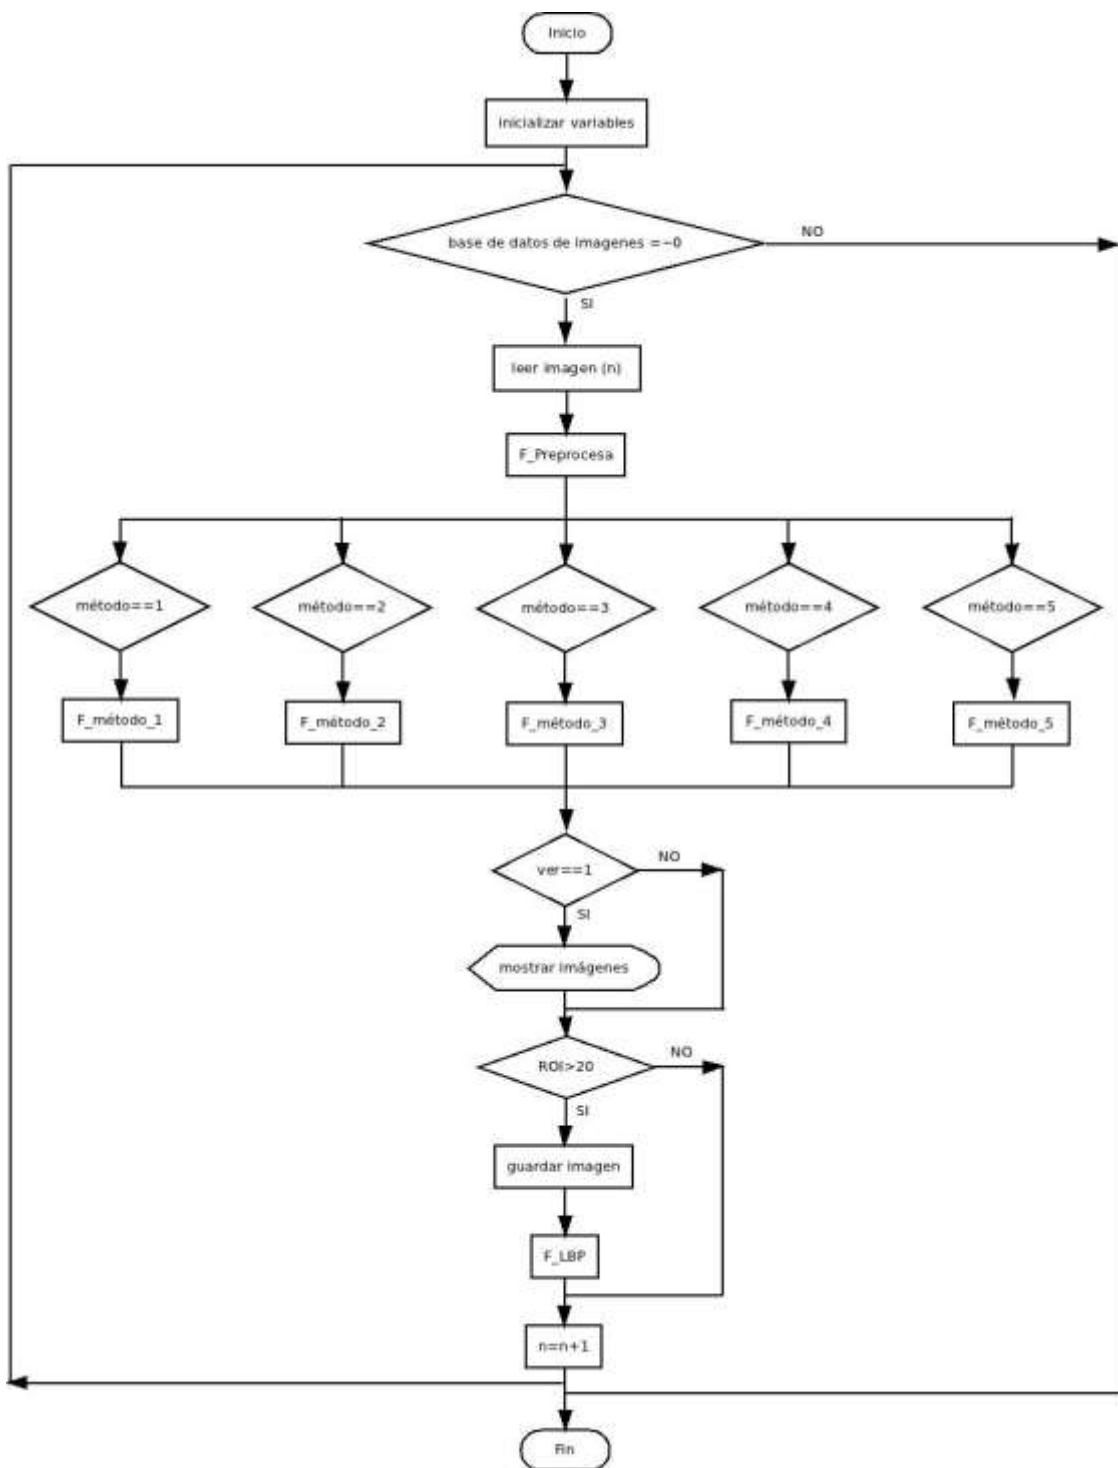 Inicio
inicializar variables
base de datos de imagenes =~0
NO
SI
leer imagen (n)
F_Preprocesa
método==1
método==2
método==3
método==4
método==5
F_método_1
F_método_2
F_método_3
F_método_4
F_método_5
ver==1
NO
SI
mostrar imágenes
ROI>20
NO
SI
guardar imagen
F_LBP
n=n+1
Fin